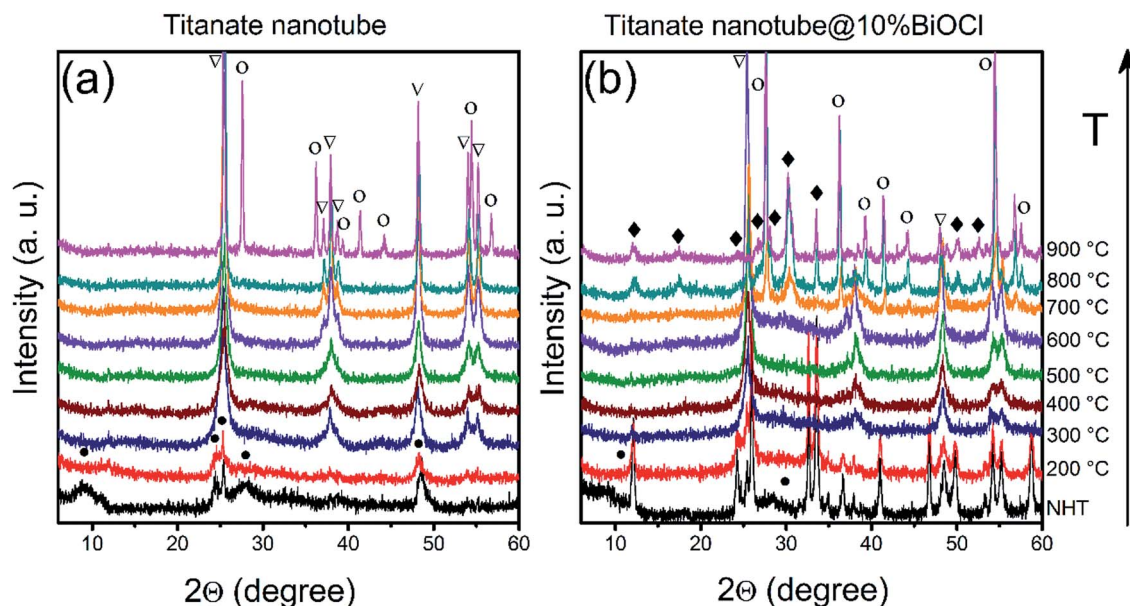 Titanate nanotube
Titanate nanotube@10%BiOCl
(a)
(b)
T
Intensity (a. u.)
Intensity (a. u.)
900 °C
800 °C
700 °C
600 °C
500 °C
400 °C
300 °C
200 °C
NHT
10 20 30 40 50 60
10 20 30 40 50 60
2Θ (degree)
2Θ (degree)